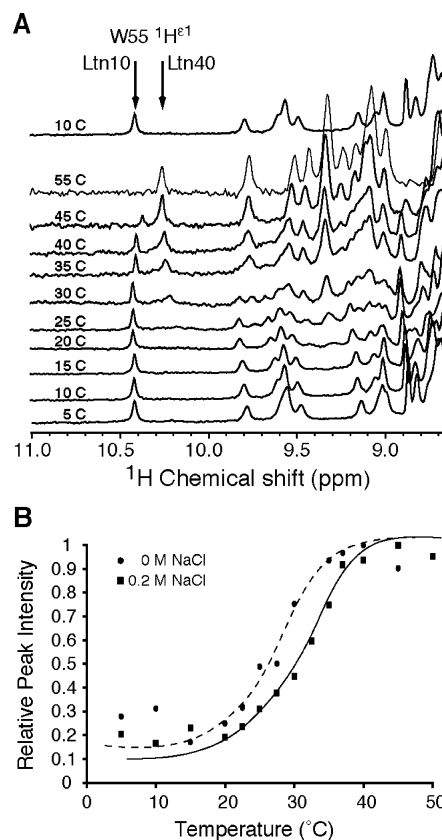 A
W55 ¹Hᵋ¹
Ltn10 Ltn40
10 C
55 C
45 C
40 C
35 C
30 C
25 C
20 C
15 C
10 C
5 C
11.0 10.5 10.0 9.5 9.0
¹H Chemical shift (ppm)
B
Relative Peak Intensity
1
0.9
0.8
0.7
0.6
0.5
0.4
0.3
0.2
0.1
0
0 M NaCl
0.2 M NaCl
0 10 20 30 40 50
Temperature (°C)